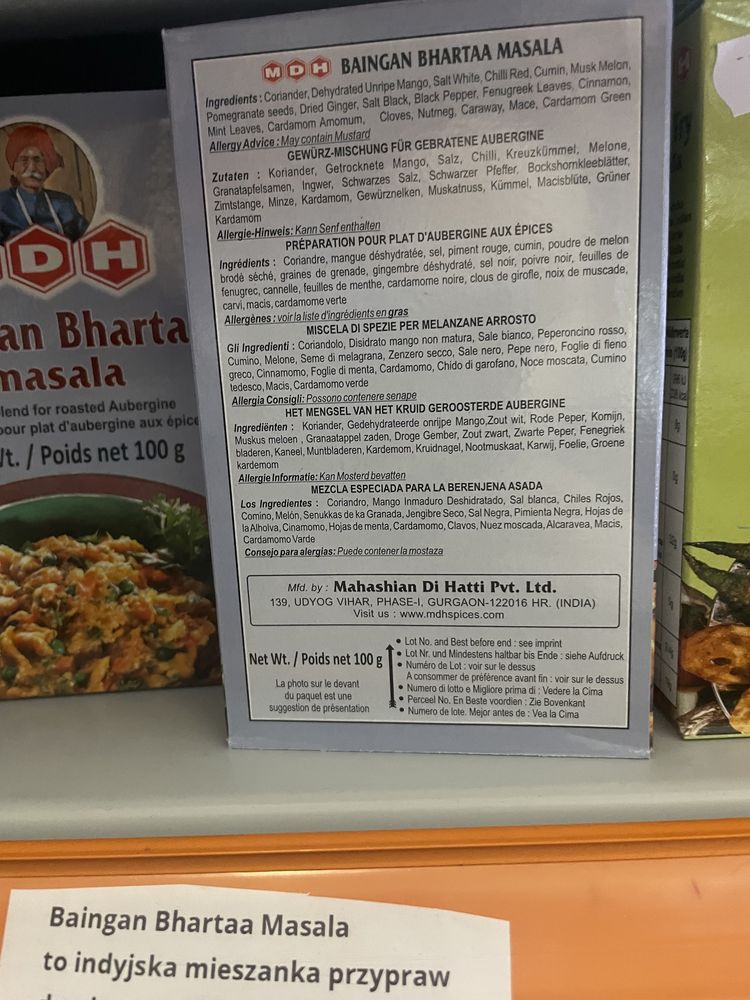 MDH BAINGAN BHARTAA MASALA
Ingredients : Coriander, Dehydrated Unripe Mango, Salt White, Chilli Red, Cumin, Musk Melon,
Pomegranate seeds, Dried Ginger, Salt Black, Black Pepper, Fenugreek Leaves, Cinnamon,
Mint Leaves, Cardamom Amomum, Cloves, Nutmeg, Caraway, Mace, Cardamom Green
Allergy Advice : May contain Mustard
GEWÜRZ-MISCHUNG FÜR GEBRATENE AUBERGINE
Zutaten : Koriander, Getrocknete Mango, Salz, Chilli, Kreuzkümmel, Melone,
Granatapfelsamen, Ingwer, Schwarzes Salz, Schwarzer Pfeffer, Bockshornkleeblätter,
Zimtstange, Minze, Kardamom, Gewürznelken, Muskatnuss, Kümmel, Macisblüte, Grüner
Kardamom
Allergie-Hinweis: Kann Senf enthalten
PRÉPARATION POUR PLAT D'AUBERGINE AUX ÉPICES
Ingrédients : Coriandre, mangue déshydratée, sel, piment rouge, cumin, poudre de melon
brodé séché, graines de grenade, gingembre déshydraté, sel noir, poivre noir, feuilles de
fenugrec, cannelle, feuilles de menthe, cardamome noire, clous de girofle, noix de muscade,
carvi, macis, cardamome verte
Allergènes : voir la liste d'ingrédients en gras
MISCELA DI SPEZIE PER MELANZANE ARROSTO
Gli Ingredienti : Coriandolo, Disidrato mango non matura, Sale bianco, Peperoncino rosso,
Cumino, Melone, Seme di melagrana, Zenzero secco, Sale nero, Pepe nero, Foglie di fieno
greco, Cinnamomo, Foglie di menta, Cardamomo, Chido di garofano, Noce moscata, Cumino
tedesco, Macis, Cardamomo verde
Allergia Consigli: Possono contenere senape
HET MENGSEL VAN HET KRUID GEROOSTERDE AUBERGINE
Ingrediënten : Koriander, Gedehydrateerde onrijpe Mango,Zout wit, Rode Peper, Komijn,
Muskus meloen , Granaatappel zaden, Droge Gember, Zout zwart, Zwarte Peper, Fenegriek
bladeren, Kaneel, Muntbladeren, Kardemom, Kruidnagel, Nootmuskaat, Karwij, Foelie, Groene
kardemom
Allergie Informatie: Kan Mosterd bevatten
MEZCLA ESPECIADA PARA LA BERENJENA ASADA
Los Ingredientes : Coriandro, Mango Inmaduro Deshidratado, Sal blanca, Chiles Rojos,
Comino, Melón, Senukkas de ka Granada, Jengibre Seco, Sal Negra, Pimienta Negra, Hojas de
la Alholva, Cinamomo, Hojas de menta, Cardamomo, Clavos, Nuez moscada, Alcaravea, Macis,
Cardamomo Varde
Consejo para alergias: Puede contener la mostaza
Mfd. by : Mahashian Di Hatti Pvt. Ltd.
139, UDYOG VIHAR, PHASE-I, GURGAON-122016 HR. (INDIA)
Visit us : www.mdhspices.com
Net Wt. / Poids net 100 g
La photo sur le devant
du paquet est une
suggestion de présentation
• Lot No. and Best before end : see imprint
• Lot Nr. und Mindestens haltbar bis Ende : siehe Aufdruck
• Numéro de Lot : voir sur le dessus
A consommer de préférence avant fin : voir sur le dessus
• Numero di lotto e Migliore prima di : Vedere la Cima
• Perceel No. En Beste voordien : Zie Bovenkant
• Numero de lote. Mejor antes de : Vea la Cima
DH
an Bharta
masala
lend for roasted Aubergine
our plat d'aubergine aux épice
t. / Poids net 100 g
Baingan Bhartaa Masala
to indyjska mieszanka przypraw